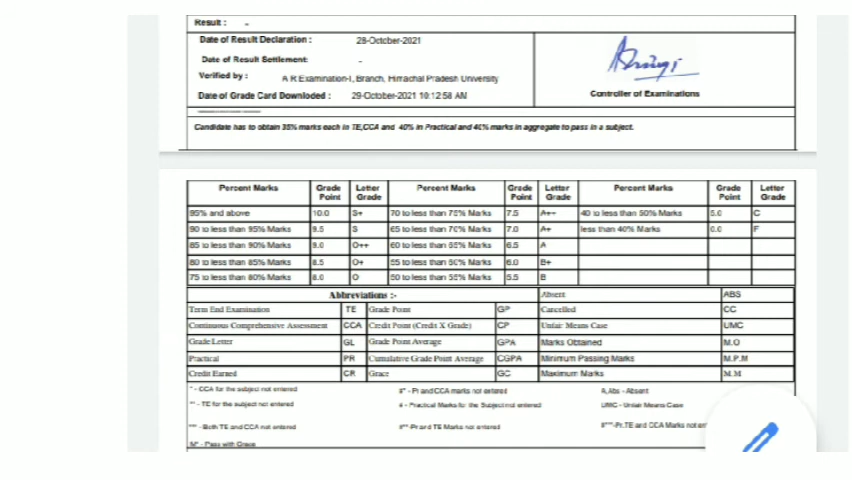 Result : -
Date of Result Declaration : 28-October-2021
Date of Result Settlement: -
Verified by : A R Examination-I, Branch, Himachal Pradesh University
Date of Grade Card Downloded : 29-October-2021 10:12:58 AM
Controller of Examinations
Candidate has to obtain 35% marks each in TE,CCA and 40% in Practical and 40% marks in aggregate to pass in a subject.
Percent Marks Grade Point Letter Grade Percent Marks Grade Point Letter Grade Percent Marks Grade Point Letter Grade
95% and above 10.0 S+ 70 to less than 75% Marks 7.5 A++ 40 to less than 50% Marks 5.0 C
90 to less than 95% Marks 9.5 S 65 to less than 70% Marks 7.0 A+ less than 40% Marks 0.0 F
85 to less than 90% Marks 9.0 O++ 60 to less than 65% Marks 6.5 A
80 to less than 85% Marks 8.5 O+ 55 to less than 60% Marks 6.0 B+
75 to less than 80% Marks 8.0 O 50 to less than 55% Marks 5.5 B
Abbreviations :- Absent ABS
Term End Examination TE Grade Point GP Cancelled CC
Continuous Comprehensive Assessment CCA Credit Point (Credit X Grade) CP Unfair Means Case UMC
Grade Letter GL Grade Point Average GPA Marks Obtained M.O
Practical PR Cumulative Grade Point Average CGPA Minimum Passing Marks M.P.M
Credit Earned CR Grace GC Maximum Marks M.M
* - CCA for the subject not entered #* - Pr and CCA marks not entered A,Abs - Absent
** - TE for the subject not entered # - Practical Marks for the Subject not entered UMC - Unfair Means Case
*** - Both TE and CCA not entered #**-Pr and TE Marks not entered #***-Pr.TE and CCA Marks not
M* - Pass with Grace